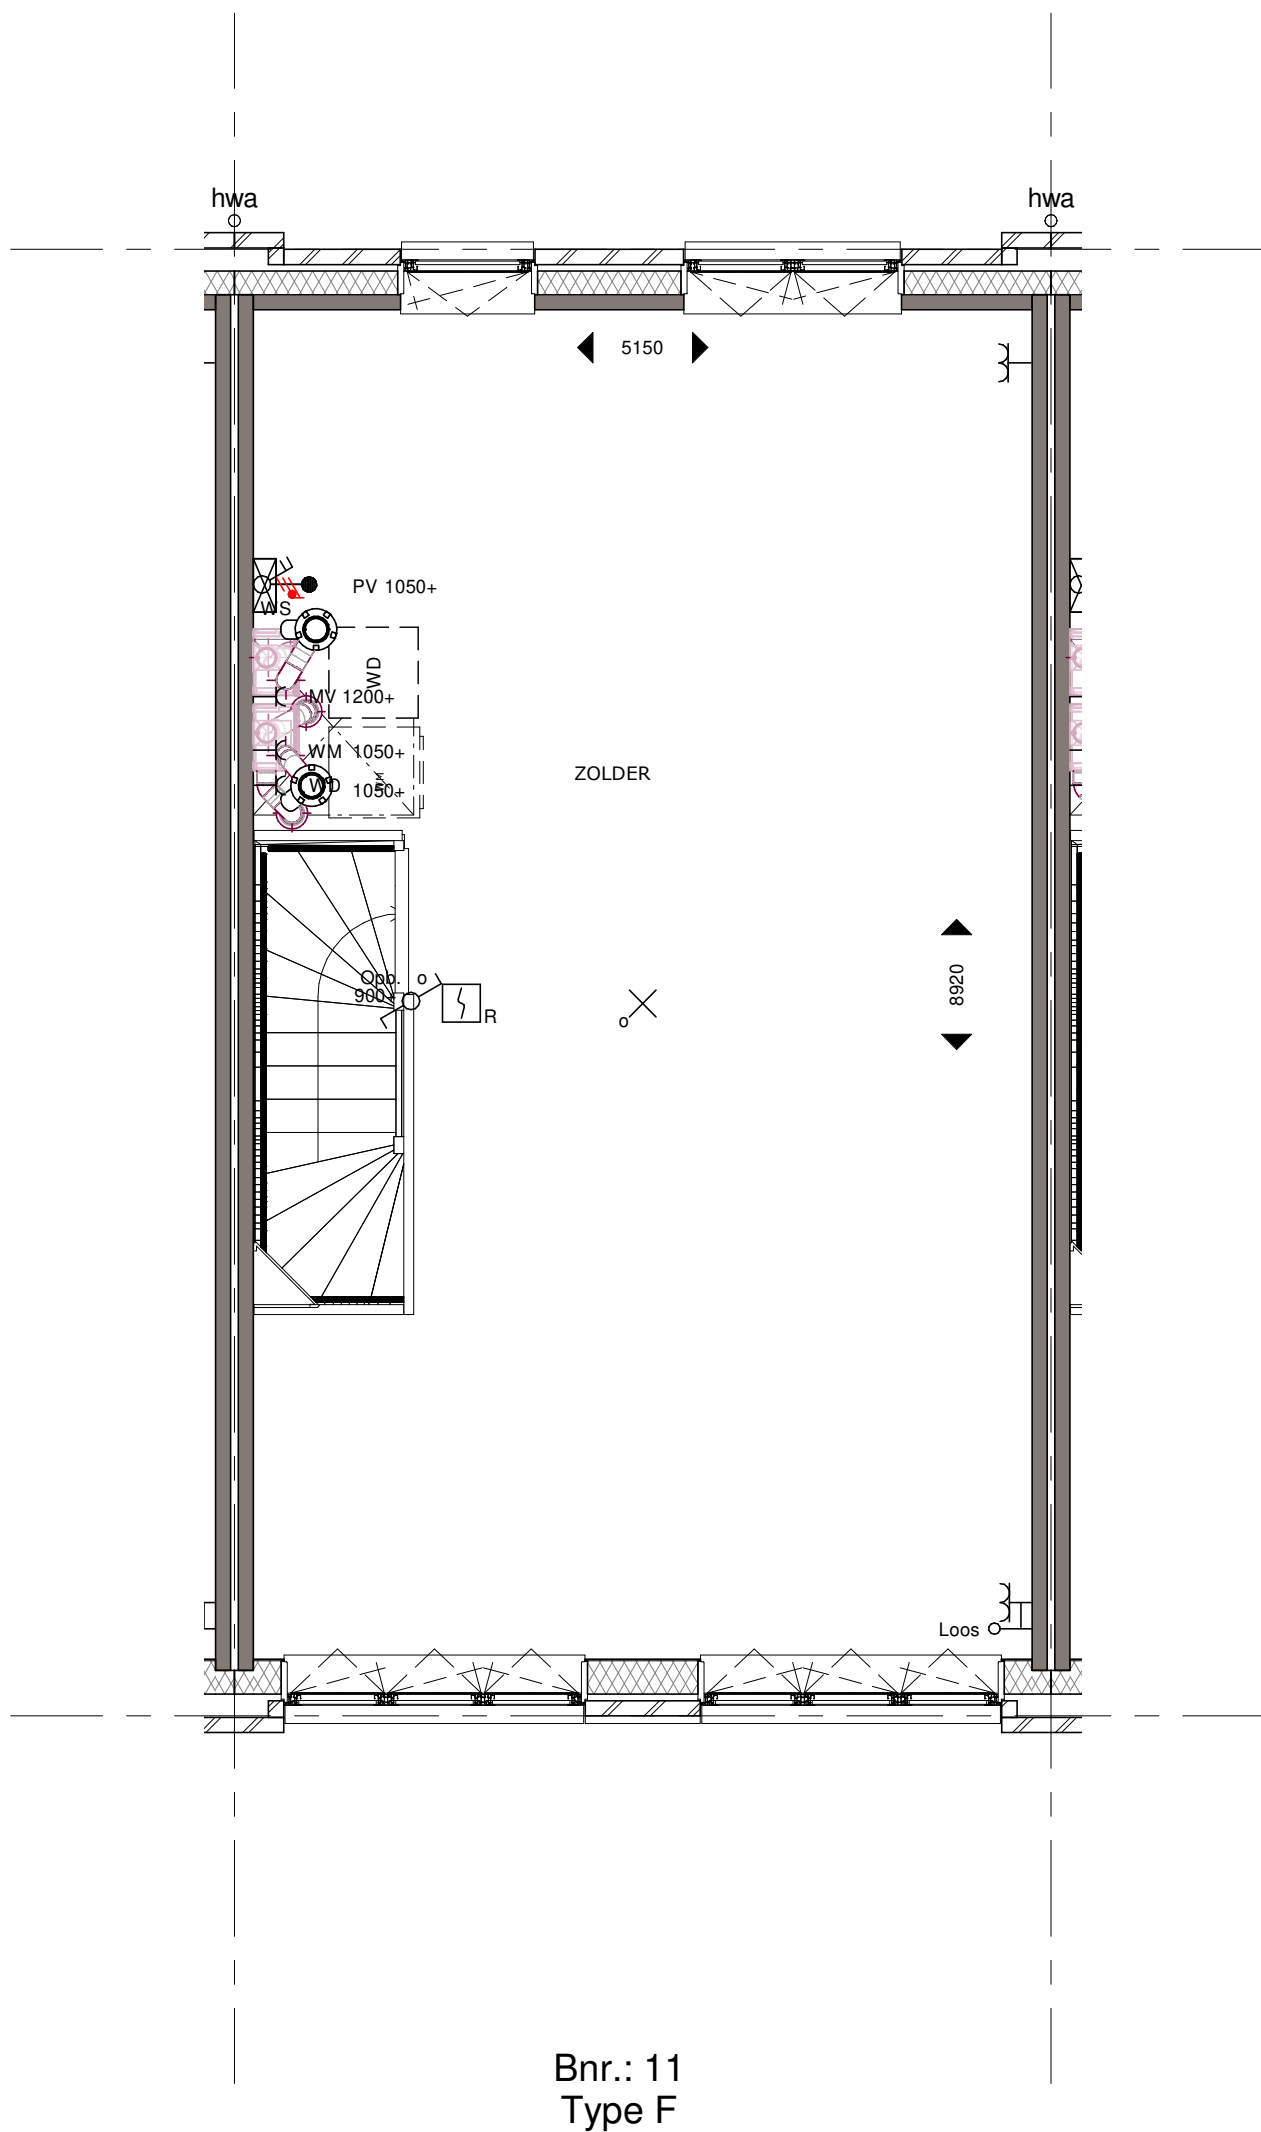 hwa
hwa
5150
PV 1050+
WS
WD
MV 1200+
WM 1050+
WD 1050+
WM
ZOLDER
8920
Opb. o
900+
R
o
Loos
Bnr.: 11
Type F